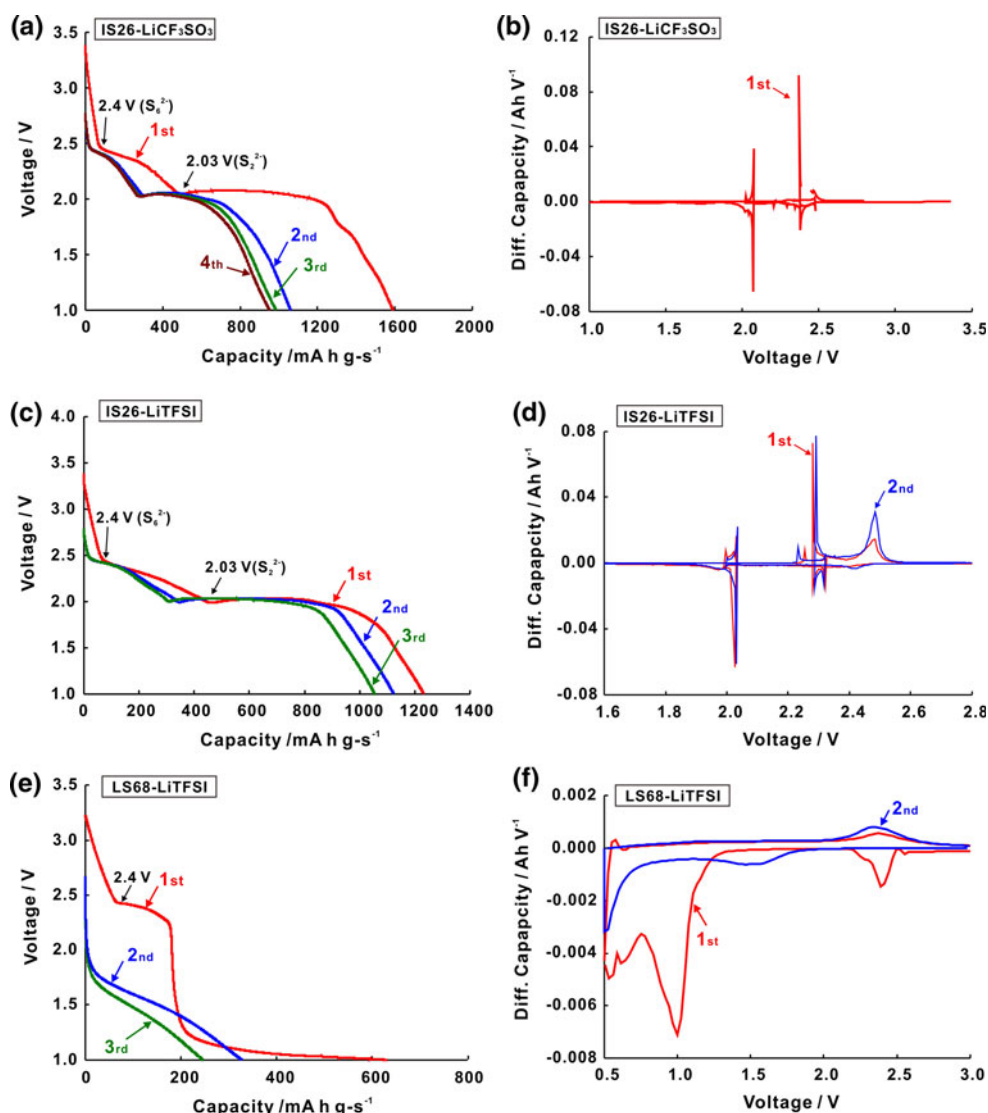 (a) IS26-LiCF₃SO₃
3.5
3.0
2.5
2.0
1.5
1.0
Voltage / V
2.4 V (S₆²⁻)
1st
2.03 V(S₂²⁻)
2nd
3rd
4th
0 400 800 1200 1600 2000
Capacity /mA h g-s⁻¹
(b) IS26-LiCF₃SO₃
0.12
0.08
0.04
0.00
-0.04
-0.08
Diff. Capapcity / Ah V⁻¹
1st
1.0 1.5 2.0 2.5 3.0 3.5
Voltage / V
(c) IS26-LiTFSI
4.0
3.5
3.0
2.5
2.0
1.5
1.0
Voltage / V
2.4 V (S₆²⁻)
2.03 V(S₂²⁻)
1st
2nd
3rd
0 200 400 600 800 1000 1200 1400
Capacity /mA h g-s⁻¹
(d) IS26-LiTFSI
0.08
0.04
0.00
-0.04
-0.08
Diff. Capapcity / Ah V⁻¹
1st
2nd
1.6 1.8 2.0 2.2 2.4 2.6 2.8
Voltage / V
(e) LS68-LiTFSI
3.5
3.0
2.5
2.0
1.5
1.0
Voltage / V
2.4 V
1st
2nd
3rd
0 200 400 600 800
Capacity /mA h g-s⁻¹
(f) LS68-LiTFSI
0.002
0.000
-0.002
-0.004
-0.006
-0.008
Diff. Capapcity / Ah V⁻¹
2nd
1st
0.5 1.0 1.5 2.0 2.5 3.0
Voltage / V